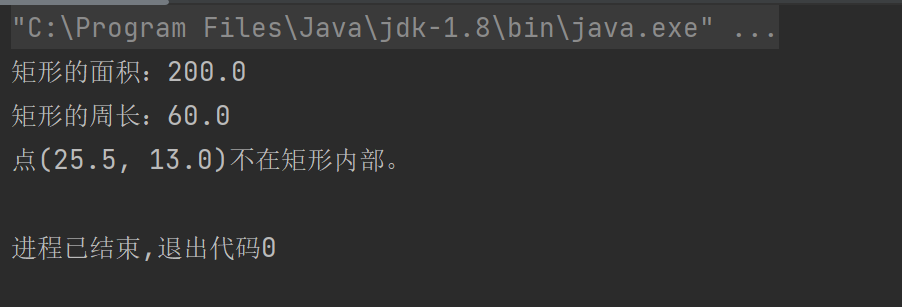 "C:\Program Files\Java\jdk-1.8\bin\java.exe" ...
矩形的面积：200.0
矩形的周长：60.0
点(25.5, 13.0)不在矩形内部。
进程已结束,退出代码0